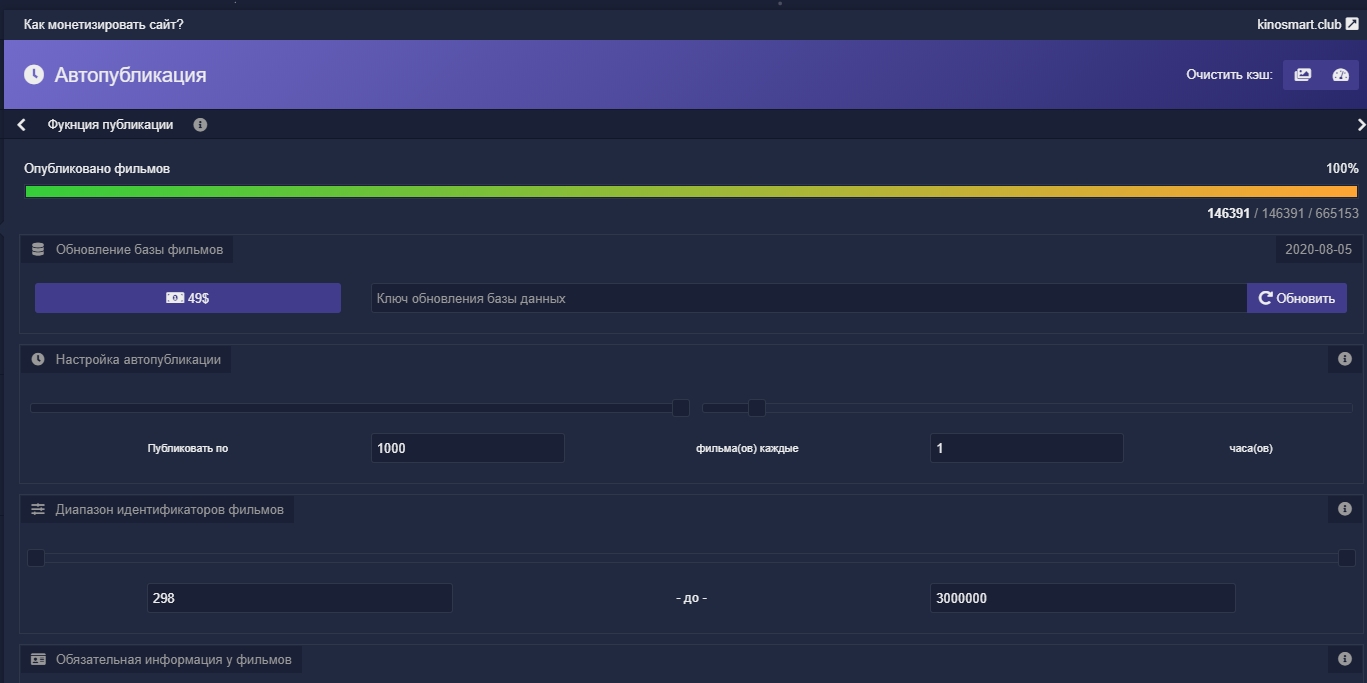 Как монетизировать сайт?
kinosmart.club
Автопубликация
Очистить кэш:
Фукнция публикации
Опубликовано фильмов
100%
146391 / 146391 / 665153
Обновление базы фильмов
2020-08-05
49$
Ключ обновления базы данных
Обновить
Настройка автопубликации
Публиковать по
1000
фильма(ов) каждые
1
часа(ов)
Диапазон идентификаторов фильмов
298
- до -
3000000
Обязательная информация у фильмов